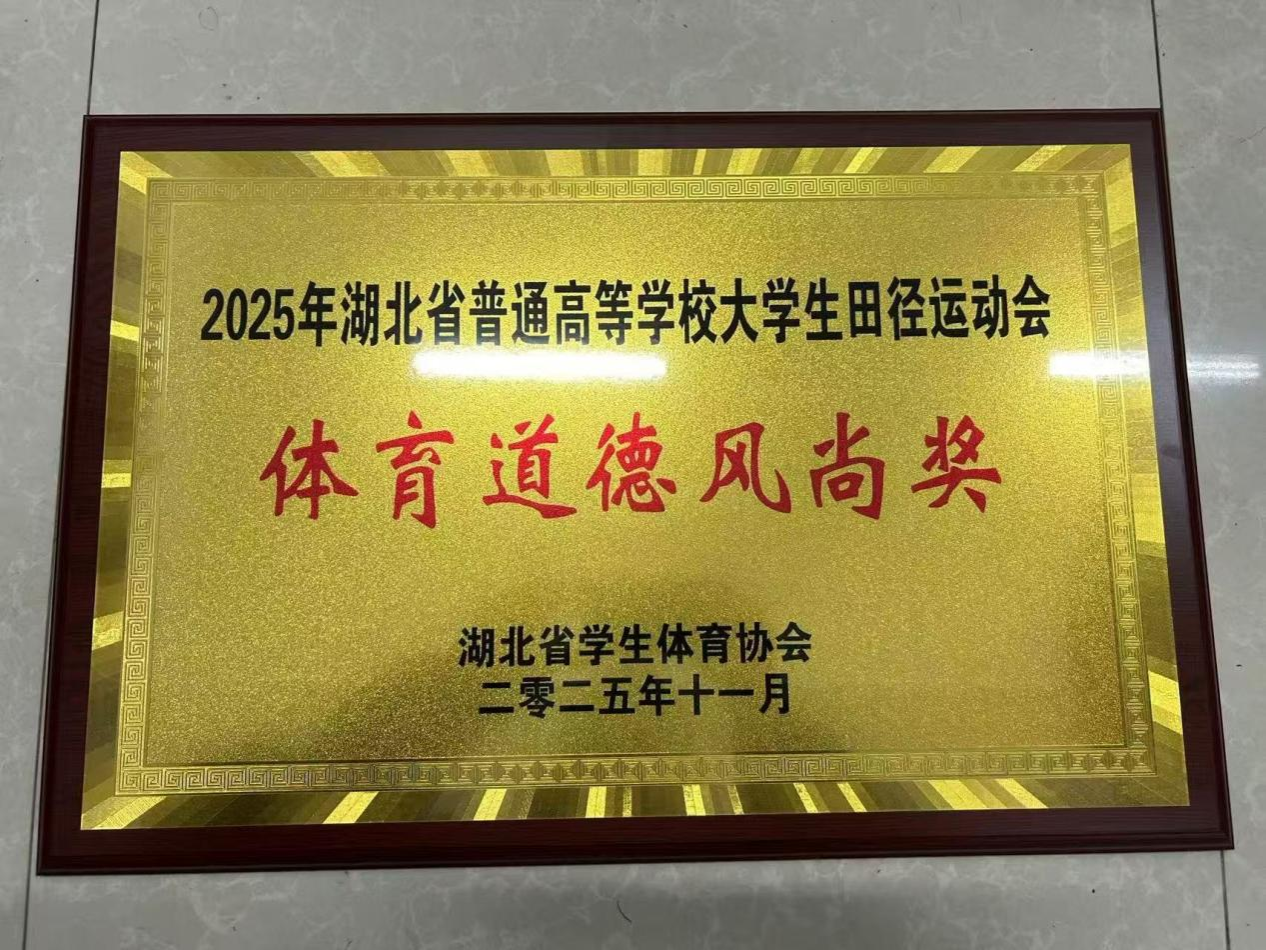 2025年湖北省普通高等学校大学生田径运动会
体育道德风尚奖
湖北省学生体育协会
二零二五年十一月